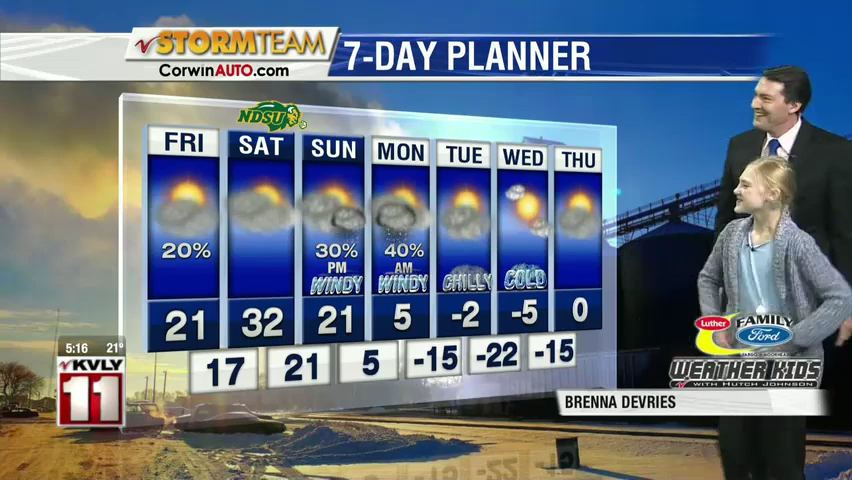 STORMTEAM
CorwinAUTO.com
7-DAY PLANNER
NDSU
FRI SAT SUN MON TUE WED THU
20% 30% 40%
PM AM
WINDY WINDY CHILLY COLD
21 32 21 5 -2 -5 0
17 21 5 -15 -22 -15
5:16 21°
KVLY
11
Luther FAMILY
Ford
FARGO MOORHEAD
WEATHER KIDS
WITH HUTCH JOHNSON
BRENNA DEVRIES